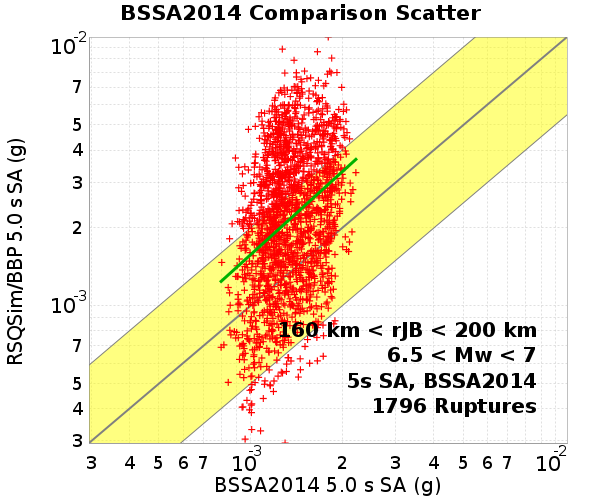 BSSA2014 Comparison Scatter
RSQSim/BBP 5.0 s SA (g)
10-2
7
5
4
3
2
10-3
7
5
4
3
160 km < rJB < 200 km
6.5 < Mw < 7
5s SA, BSSA2014
1796 Ruptures
3 4 5 6 7 10-3 2 3 4 5 6 7 10-2
BSSA2014 5.0 s SA (g)